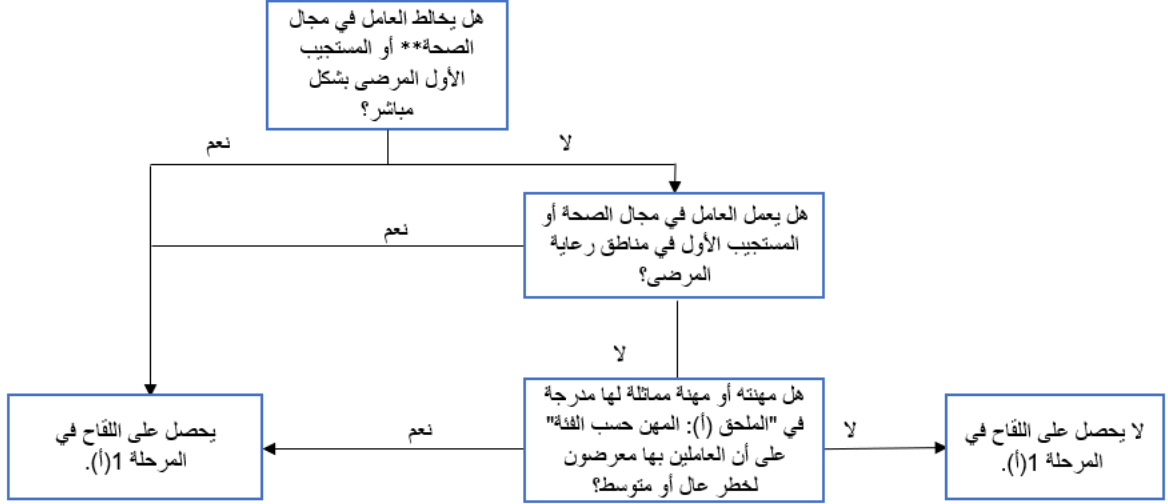 هل يخالط العامل في مجال
الصحة** أو المستجيب
الأول المرضى بشكل
مباشر؟
لا
نعم
هل يعمل العامل في مجال الصحة أو
المستجيب الأول في مناطق رعاية
المرضى؟
نعم
لا
هل مهنته أو مهنة مماثلة لها مدرجة
في "الملحق (أ): المهن حسب الفئة"
على أن العاملين بها معرضون
لخطر عال أو متوسط؟
لا
نعم
لا يحصل على اللقاح في
المرحلة 1(أ).
يحصل على اللقاح في
المرحلة 1(أ).